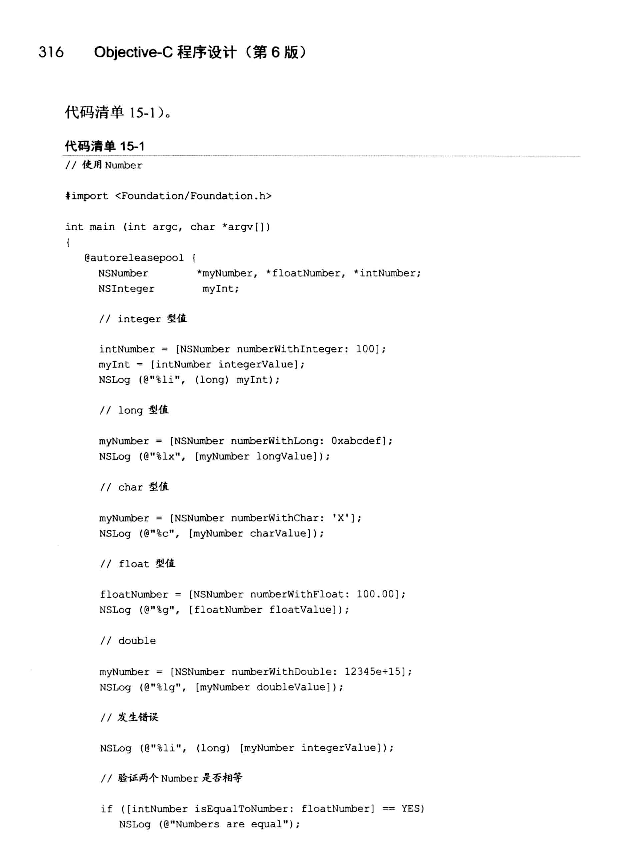 316 Objective-C 程序设计（第 6 版）
代码清单 15-1）。
代码清单 15-1
// 使用 Number
#import <Foundation/Foundation.h>
int main (int argc, char *argv[])
{
@autoreleasepool {
NSNumber *myNumber, *floatNumber, *intNumber;
NSInteger myInt;
// integer 型值
intNumber = [NSNumber numberWithInteger: 100];
myInt = [intNumber integerValue];
NSLog (@"%li", (long) myInt);
// long 型值
myNumber = [NSNumber numberWithLong: 0xabcdef];
NSLog (@"%lx", [myNumber longValue]);
// char 型值
myNumber = [NSNumber numberWithChar: 'X'];
NSLog (@"%c", [myNumber charValue]);
// float 型值
floatNumber = [NSNumber numberWithFloat: 100.00];
NSLog (@"%g", [floatNumber floatValue]);
// double
myNumber = [NSNumber numberWithDouble: 12345e+15];
NSLog (@"%lg", [myNumber doubleValue]);
// 发生错误
NSLog (@"%li", (long) [myNumber integerValue]);
// 验证两个 Number 是否相等
if ([intNumber isEqualToNumber: floatNumber] == YES)
NSLog (@"Numbers are equal");